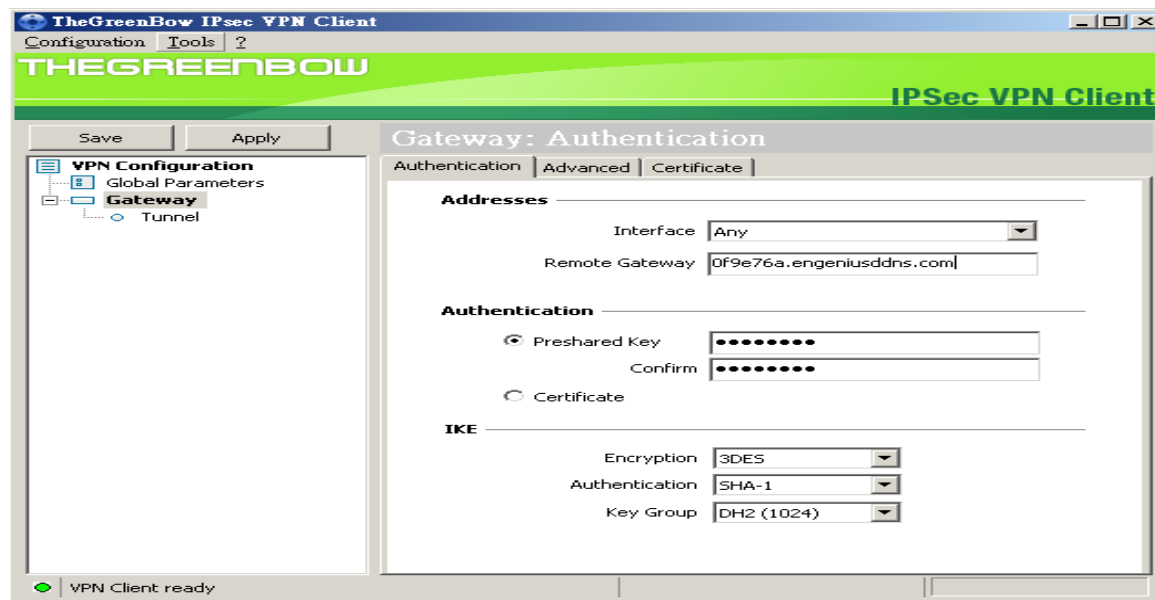 TheGreenBow IPsec VPN Client
Configuration Tools ?
THEGREENBOW
IPSec VPN Client
Save Apply
Gateway: Authentication
VPN Configuration
Global Parameters
Gateway
Tunnel
Authentication Advanced Certificate
Addresses
Interface Any
Remote Gateway 0f9e76a.engeniusddns.com
Authentication
Preshared Key ●●●●●●●●
Confirm ●●●●●●●●
Certificate
IKE
Encryption 3DES
Authentication SHA-1
Key Group DH2 (1024)
VPN Client ready